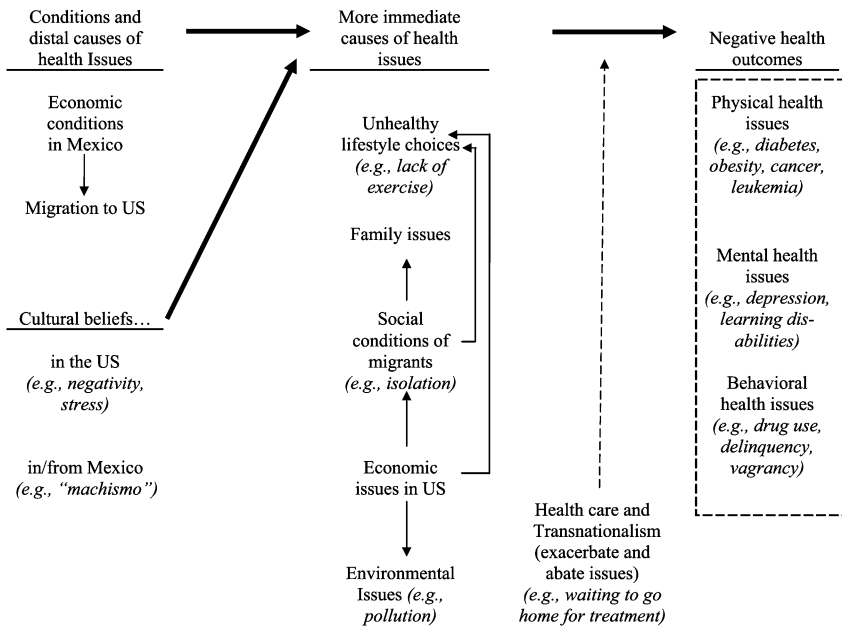 Conditions and
distal causes of
health Issues
Economic
conditions
in Mexico
Migration to US
Cultural beliefs…
in the US
(e.g., negativity,
stress)
in/from Mexico
(e.g., “machismo”)
More immediate
causes of health
issues
Unhealthy
lifestyle choices
(e.g., lack of
exercise)
Family issues
Social
conditions of
migrants
(e.g., isolation)
Economic
issues in US
Environmental
Issues (e.g.,
pollution)
Health care and
Transnationalism
(exacerbate and
abate issues)
(e.g., waiting to go
home for treatment)
Negative health
outcomes
Physical health
issues
(e.g., diabetes,
obesity, cancer,
leukemia)
Mental health
issues
(e.g., depression,
learning dis-
abilities)
Behavioral
health issues
(e.g., drug use,
delinquency,
vagrancy)